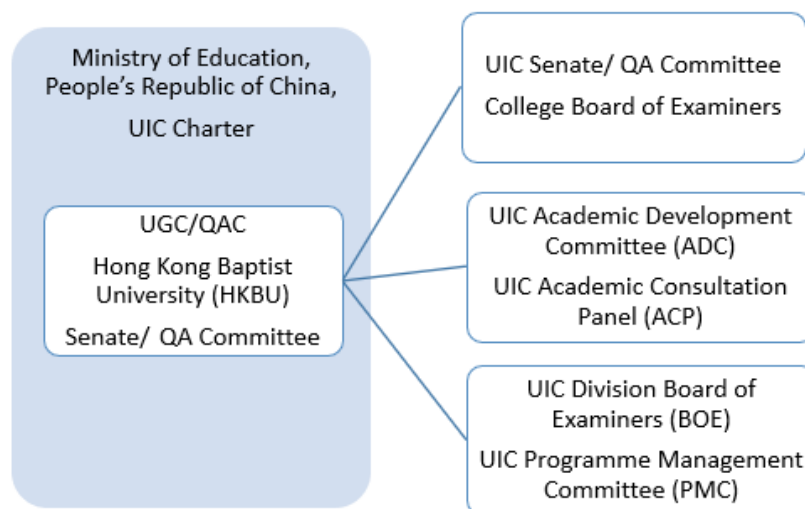 Ministry of Education,
People's Republic of China,
UIC Charter
UGC/QAC
Hong Kong Baptist
University (HKBU)
Senate/ QA Committee
UIC Senate/ QA Committee
College Board of Examiners
UIC Academic Development
Committee (ADC)
UIC Academic Consultation
Panel (ACP)
UIC Division Board of
Examiners (BOE)
UIC Programme Management
Committee (PMC)